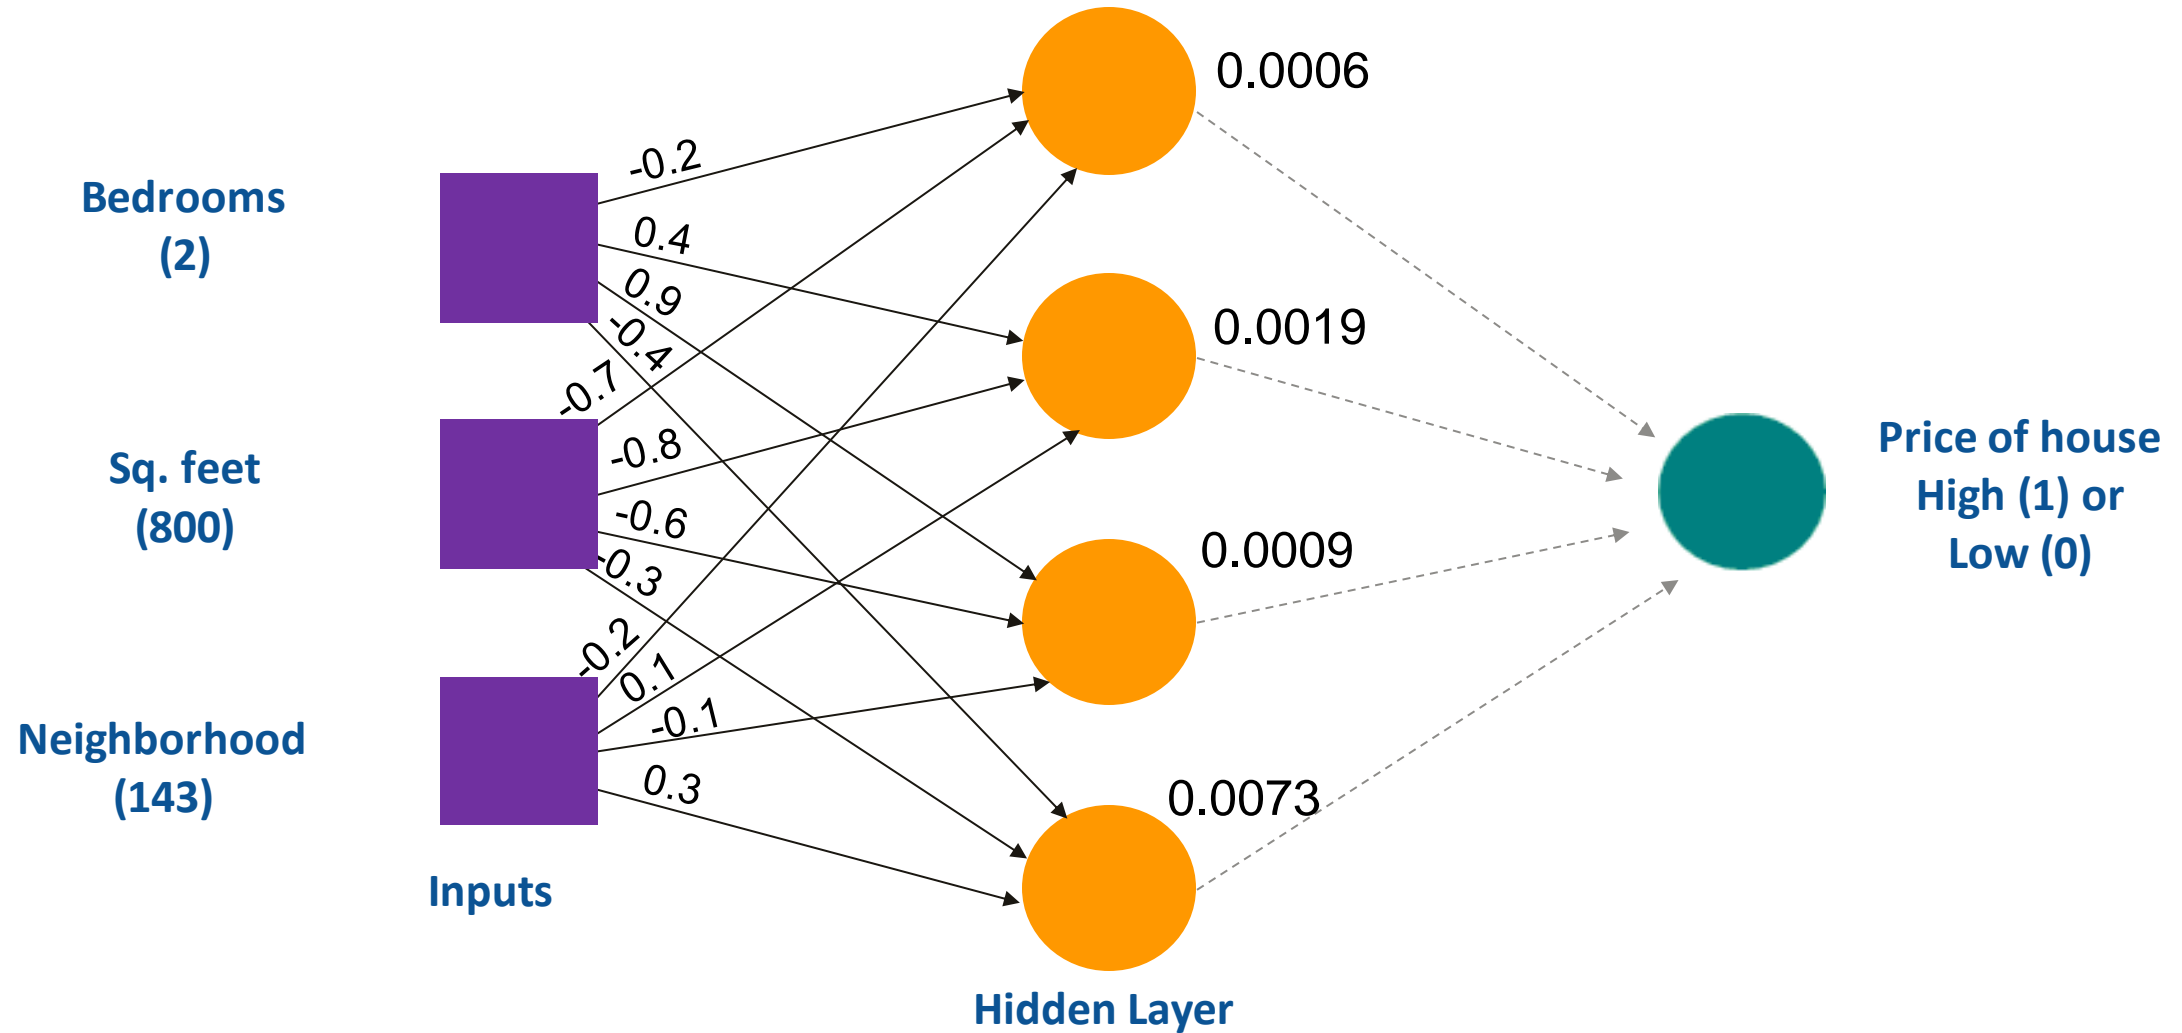 Bedrooms
(2)
Sq. feet
(800)
Neighborhood
(143)
Inputs
-0.2
0.4
0.9
-0.4
-0.7
-0.8
-0.6
-0.3
-0.2
0.1
-0.1
0.3
0.0006
0.0019
0.0009
0.0073
Hidden Layer
Price of house
High (1) or
Low (0)